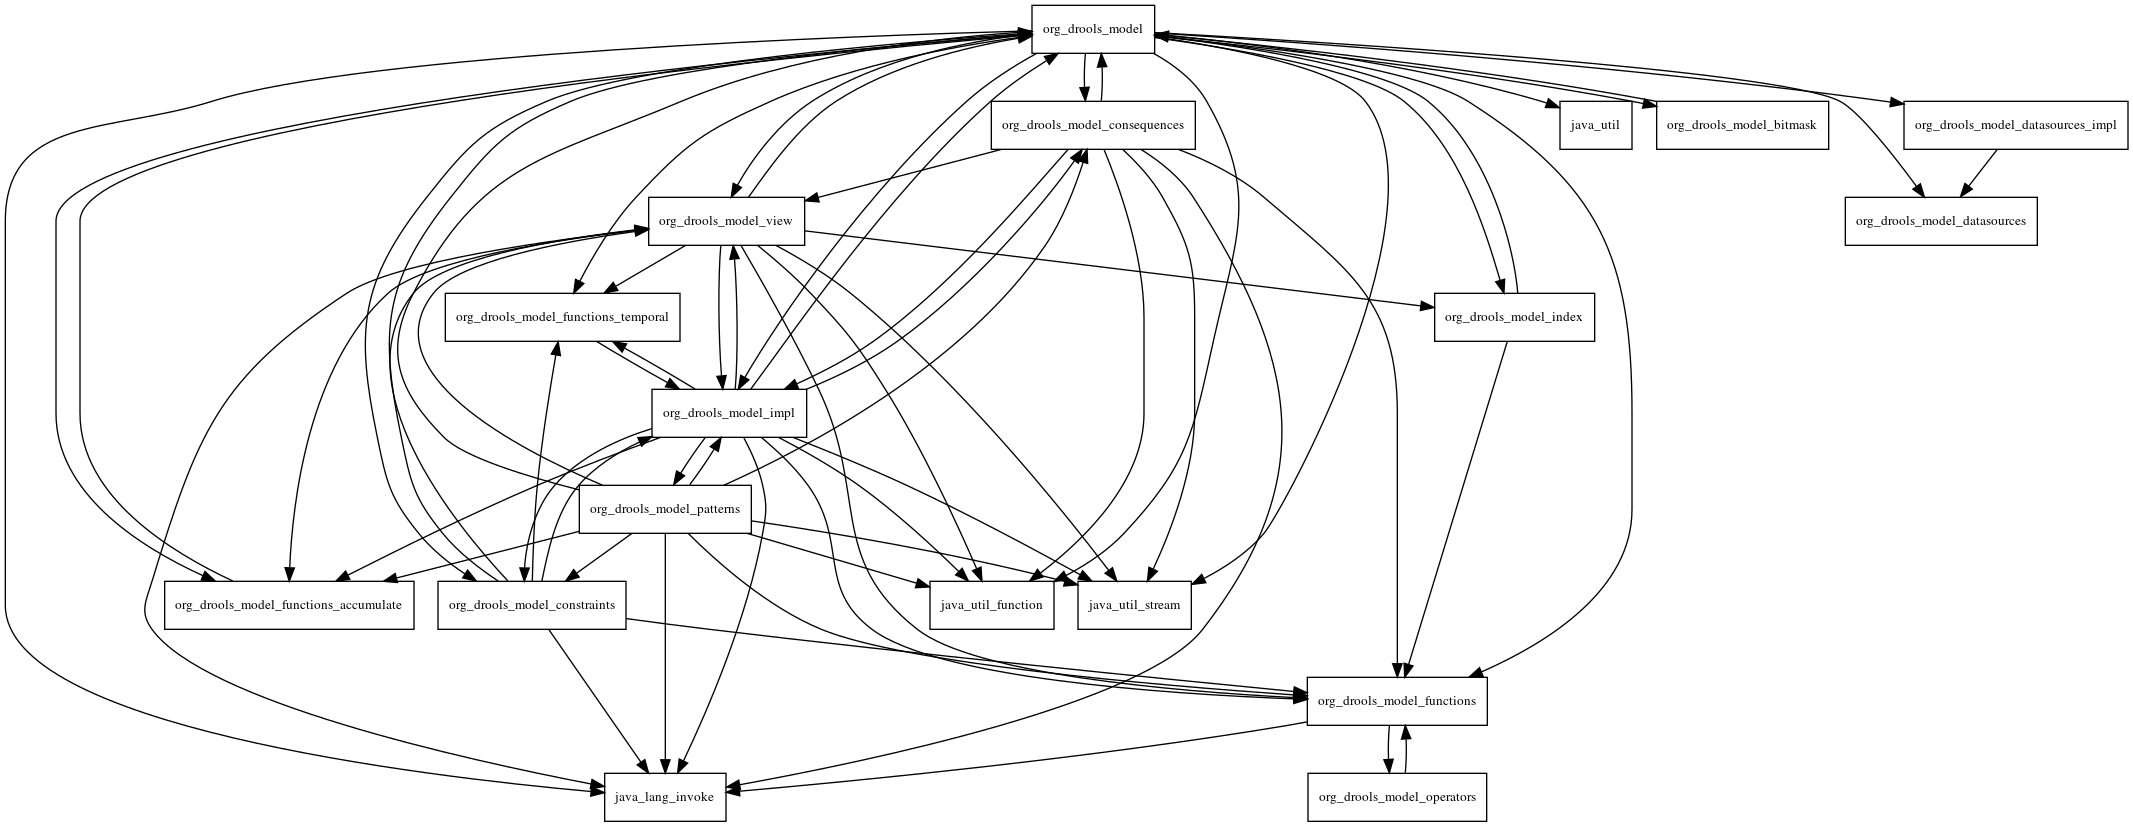 org_drools_model
org_drools_model_consequences
java_util
org_drools_model_bitmask
org_drools_model_datasources_impl
org_drools_model_view
org_drools_model_datasources
org_drools_model_functions_temporal
org_drools_model_index
org_drools_model_impl
org_drools_model_patterns
org_drools_model_functions_accumulate
org_drools_model_constraints
java_util_function
java_util_stream
org_drools_model_functions
java_lang_invoke
org_drools_model_operators